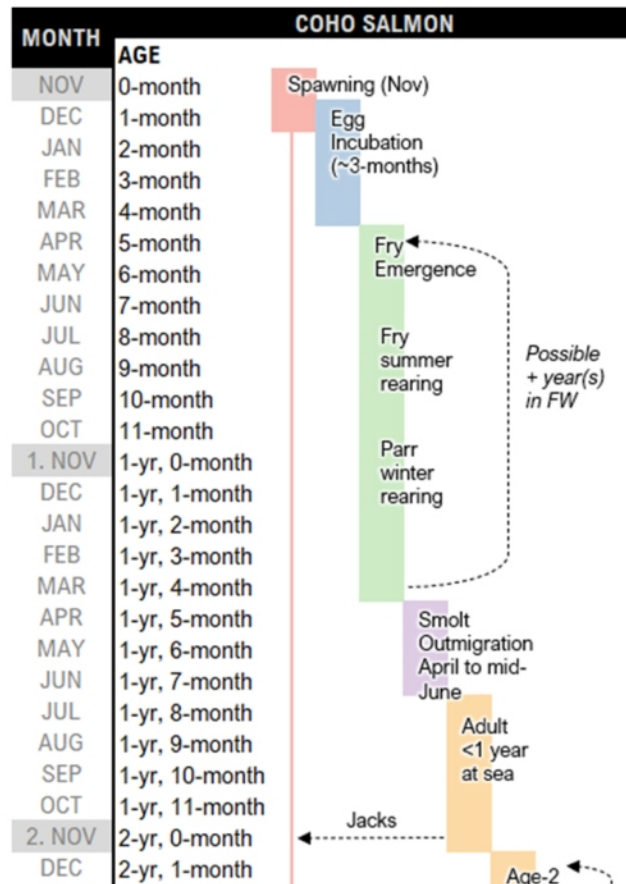 MONTH
COHO SALMON
AGE
NOV 0-month Spawning (Nov)
DEC 1-month Egg
JAN 2-month Incubation
FEB 3-month (~3-months)
MAR 4-month
APR 5-month Fry
MAY 6-month Emergence
JUN 7-month
JUL 8-month Fry
AUG 9-month summer Possible
SEP 10-month rearing + year(s)
OCT 11-month in FW
1. NOV 1-yr, 0-month Parr
DEC 1-yr, 1-month winter
JAN 1-yr, 2-month rearing
FEB 1-yr, 3-month
MAR 1-yr, 4-month
APR 1-yr, 5-month Smolt
MAY 1-yr, 6-month Outmigration
JUN 1-yr, 7-month April to mid-
June
JUL 1-yr, 8-month Adult
AUG 1-yr, 9-month <1 year
SEP 1-yr, 10-month at sea
OCT 1-yr, 11-month
2. NOV 2-yr, 0-month Jacks
DEC 2-yr, 1-month Age-2